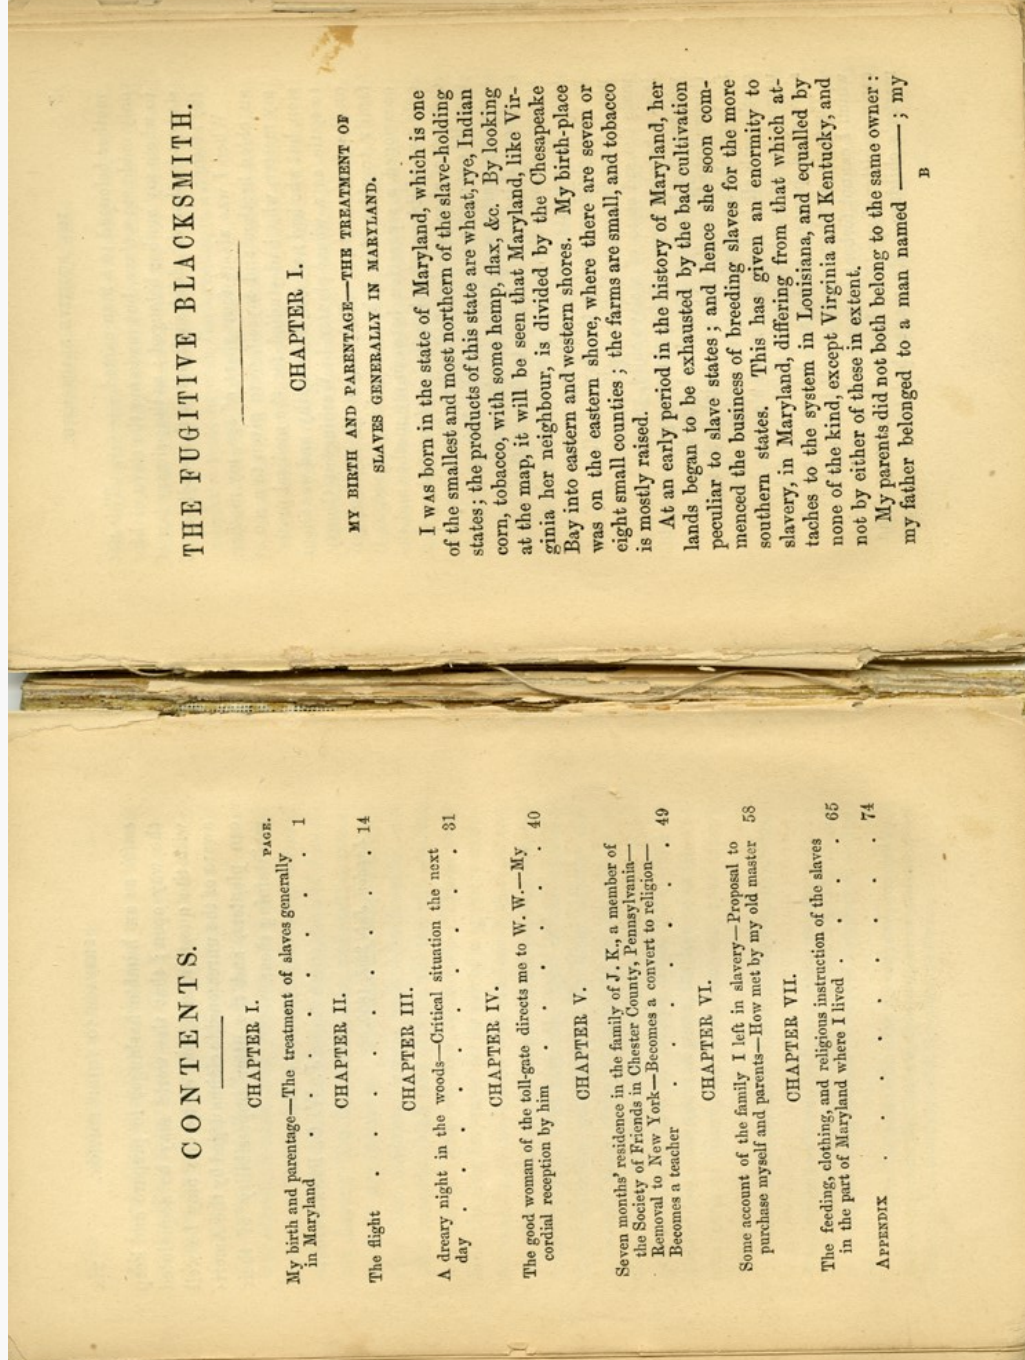 CONTENTS.
CHAPTER I.
PAGE.
My birth and parentage—The treatment of slaves generally
in Maryland . . . . . . . 1
CHAPTER II.
The flight . . . . . . . 14
CHAPTER III.
A dreary night in the woods—Critical situation the next
day . . . . . . . . 31
CHAPTER IV.
The good woman of the toll-gate directs me to W. W.—My
cordial reception by him . . . . . . 40
CHAPTER V.
Seven months' residence in the family of J. K., a member of
the Society of Friends in Chester County, Pennsylvania—
Removal to New York—Becomes a convert to religion—
Becomes a teacher . . . . . . 49
CHAPTER VI.
Some account of the family I left in slavery—Proposal to
purchase myself and parents—How met by my old master 58
CHAPTER VII.
The feeding, clothing, and religious instruction of the slaves
in the part of Maryland where I lived . . . . 65
APPENDIX . . . . . . . 74
THE FUGITIVE BLACKSMITH.
CHAPTER I.
MY BIRTH AND PARENTAGE—THE TREATMENT OF
SLAVES GENERALLY IN MARYLAND.
I was born in the state of Maryland, which is one
of the smallest and most northern of the slave-holding
states; the products of this state are wheat, rye, Indian
corn, tobacco, with some hemp, flax, &c. By looking
at the map, it will be seen that Maryland, like Vir-
ginia her neighbour, is divided by the Chesapeake
Bay into eastern and western shores. My birth-place
was on the eastern shore, where there are seven or
eight small counties; the farms are small, and tobacco
is mostly raised.
At an early period in the history of Maryland, her
lands began to be exhausted by the bad cultivation
peculiar to slave states; and hence she soon com-
menced the business of breeding slaves for the more
southern states. This has given an enormity to
slavery, in Maryland, differing from that which at-
taches to the system in Louisiana, and equalled by
none of the kind, except Virginia and Kentucky, and
not by either of these in extent.
My parents did not both belong to the same owner:
my father belonged to a man named ——; my
B